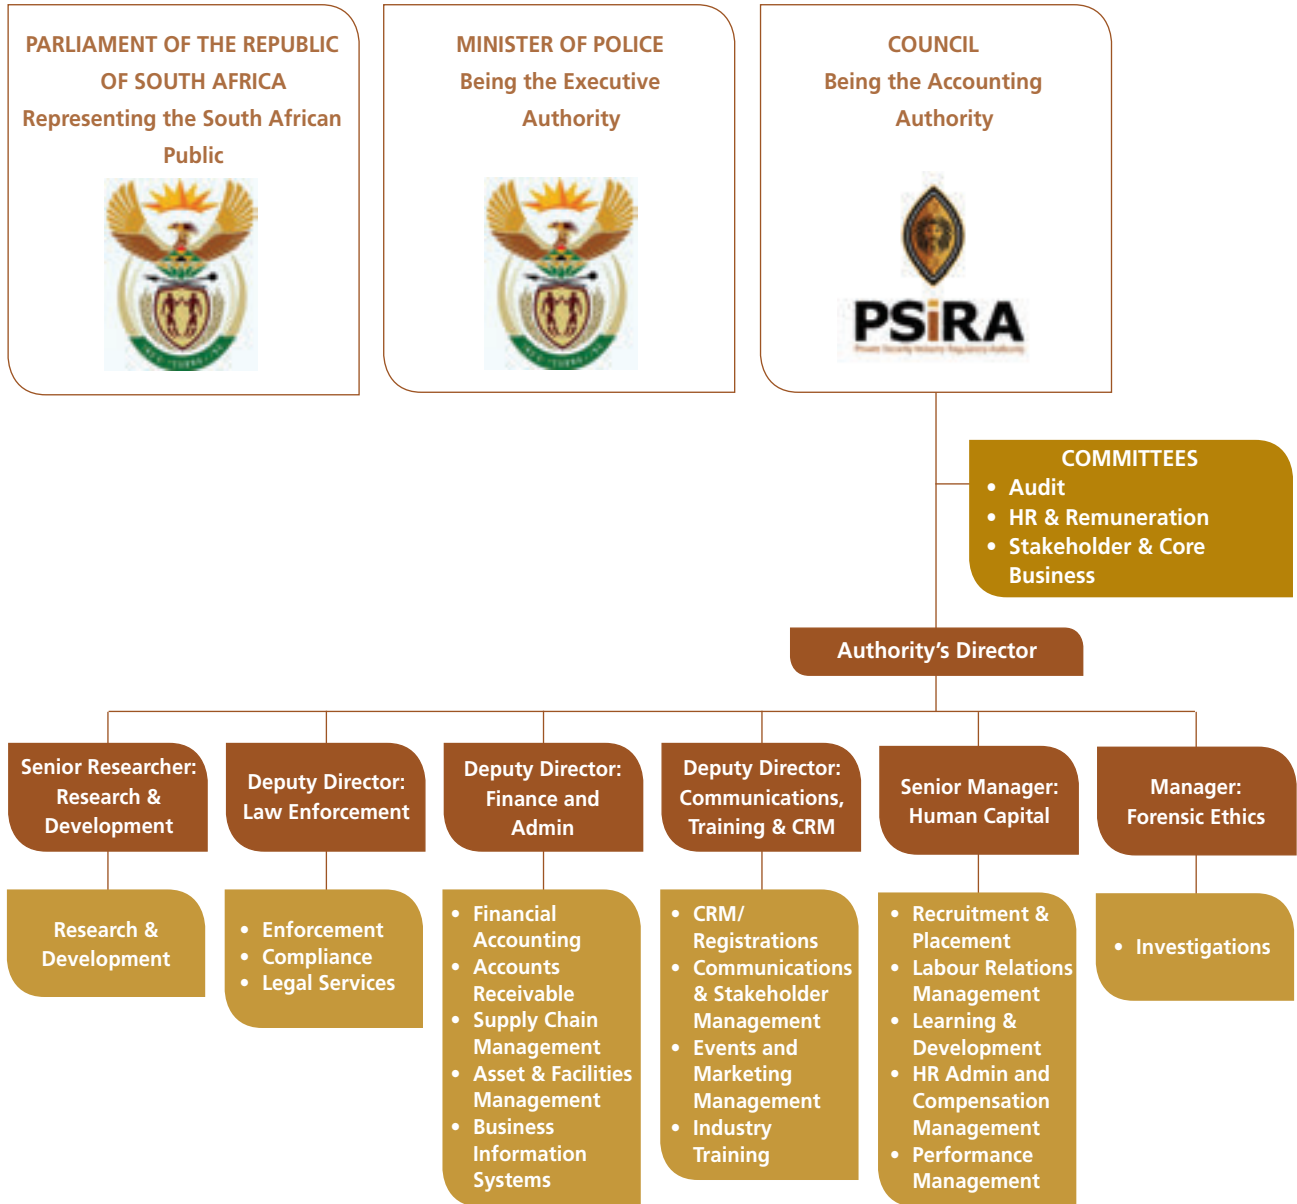 PARLIAMENT OF THE REPUBLIC
OF SOUTH AFRICA
Representing the South African
Public
MINISTER OF POLICE
Being the Executive
Authority
COUNCIL
Being the Accounting
Authority
PSiRA
Private Security Industry Regulatory Authority
COMMITTEES
• Audit
• HR & Remuneration
• Stakeholder & Core
Business
Authority’s Director
Senior Researcher:
Research &
Development
Deputy Director:
Law Enforcement
Deputy Director:
Finance and
Admin
Deputy Director:
Communications,
Training & CRM
Senior Manager:
Human Capital
Manager:
Forensic Ethics
Research &
Development
• Enforcement
• Compliance
• Legal Services
• Financial
Accounting
• Accounts
Receivable
• Supply Chain
Management
• Asset & Facilities
Management
• Business
Information
Systems
• CRM/
Registrations
• Communications
& Stakeholder
Management
• Events and
Marketing
Management
• Industry
Training
• Recruitment &
Placement
• Labour Relations
Management
• Learning &
Development
• HR Admin and
Compensation
Management
• Performance
Management
• Investigations